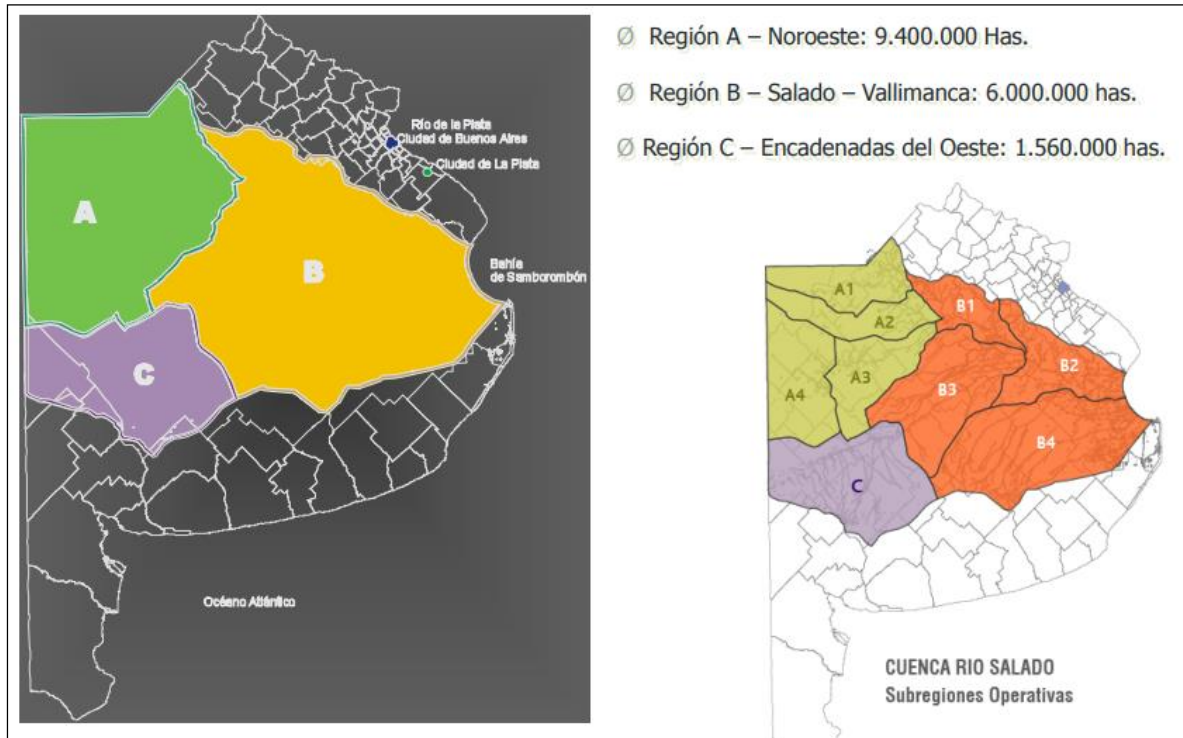 A
B
C
Río de la Plata
Ciudad de Buenos Aires
Ciudad de La Plata
Bahía
de Samborombón
Océano Atlántico
Ø Región A – Noroeste: 9.400.000 Has.
Ø Región B – Salado – Vallimanca: 6.000.000 has.
Ø Región C – Encadenadas del Oeste: 1.560.000 has.
A1
A2
A3
A4
B1
B2
B3
B4
C
CUENCA RIO SALADO
Subregiones Operativas